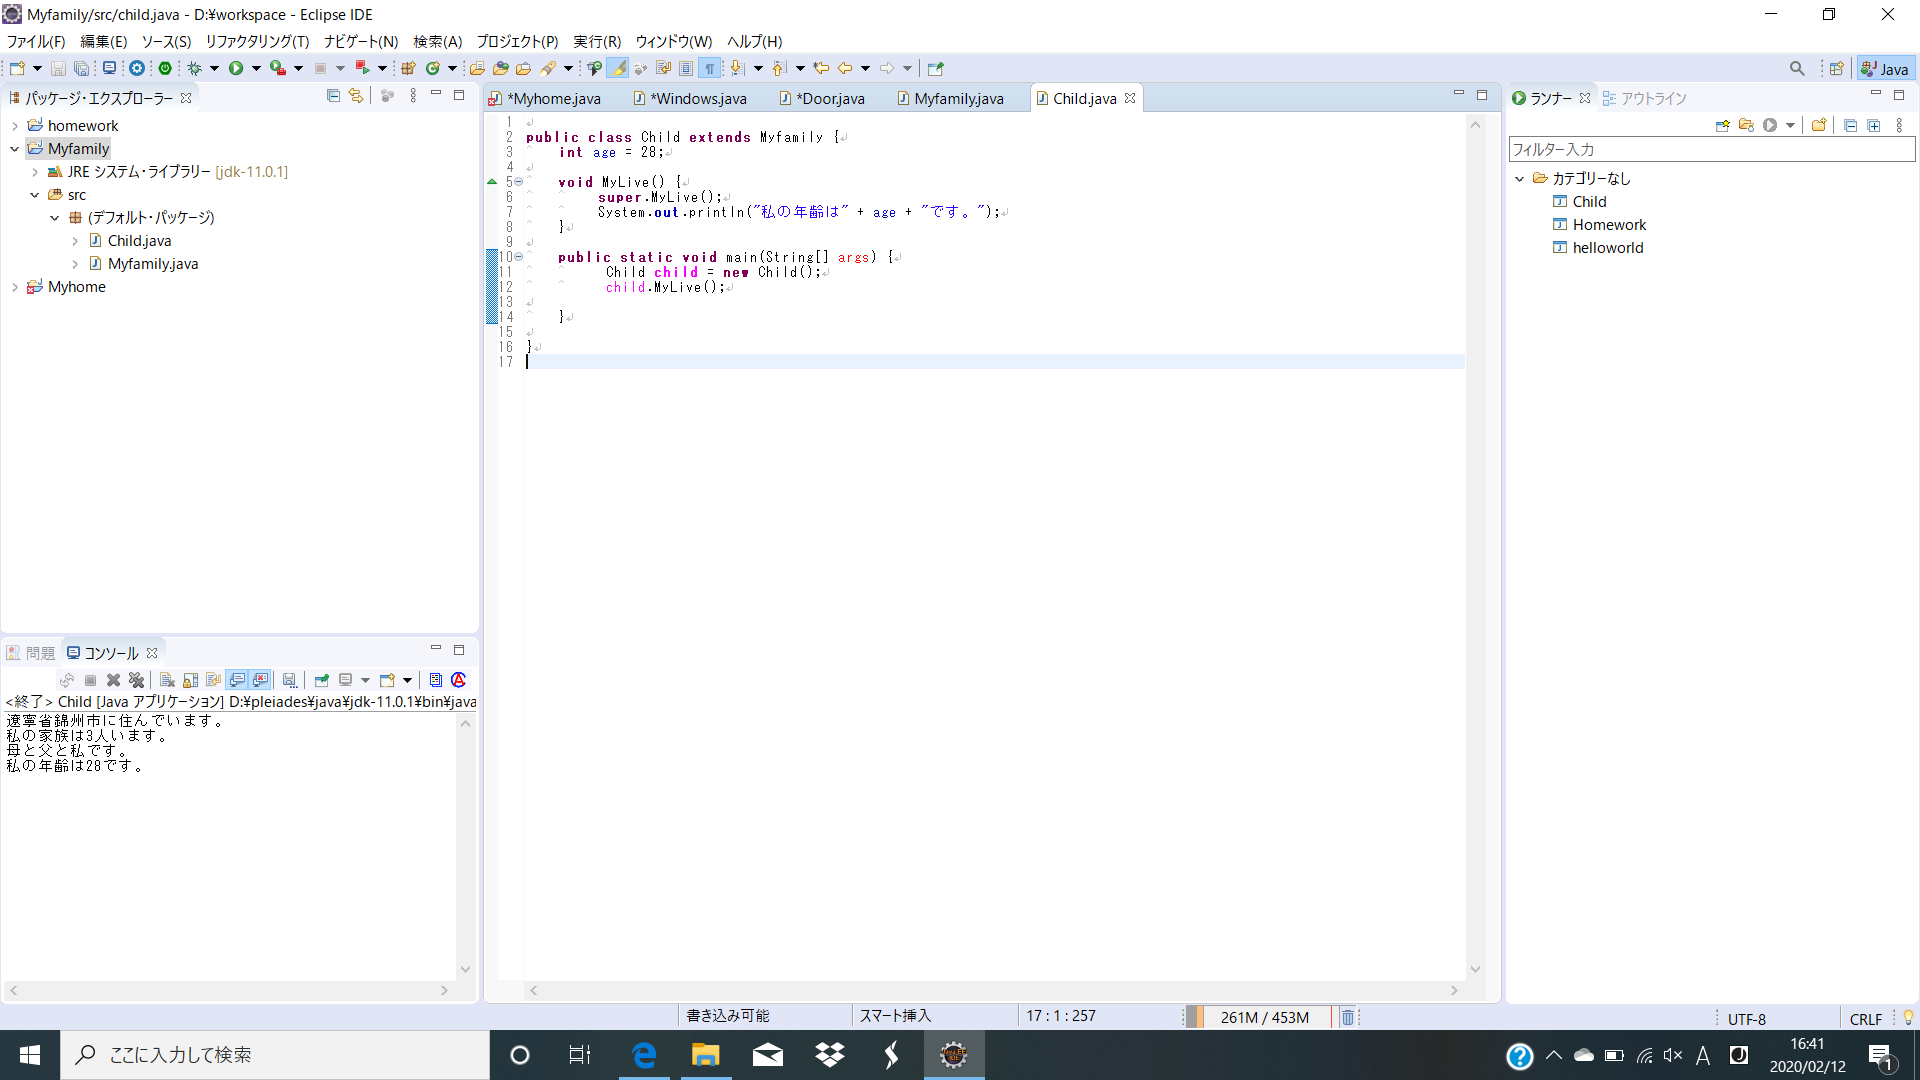 Myfamily/src/child.java - D:¥workspace - Eclipse IDE
ファイル(F) 編集(E) ソース(S) リファクタリング(T) ナビゲート(N) 検索(A) プロジェクト(P) 実行(R) ウィンドウ(W) ヘルプ(H)
Java
パッケージ・エクスプローラー
homework
Myfamily
JRE システム・ライブラリー [jdk-11.0.1]
src
(デフォルト・パッケージ)
Child.java
Myfamily.java
Myhome
*Myhome.java *Windows.java *Door.java Myfamily.java Child.java
1
2 public class Child extends Myfamily {
3 int age = 28;
4
5 void MyLive() {
6 super.MyLive();
7 System.out.println("私の年齢は" + age + "です。");
8 }
9
10 public static void main(String[] args) {
11 Child child = new Child();
12 child.MyLive();
13
14 }
15
16 }
17
ランナー アウトライン
フィルター入力
カテゴリーなし
Child
Homework
helloworld
問題 コンソール
<終了> Child [Java アプリケーション] D:¥pleiades¥java¥jdk-11.0.1¥bin¥java
遼寧省錦州市に住んでいます。
私の家族は3人います。
母と父と私です。
私の年齢は28です。
書き込み可能 スマート挿入 17 : 1 : 257 261M / 453M UTF-8 CRLF
ここに入力して検索
A
16:41
2020/02/12
1